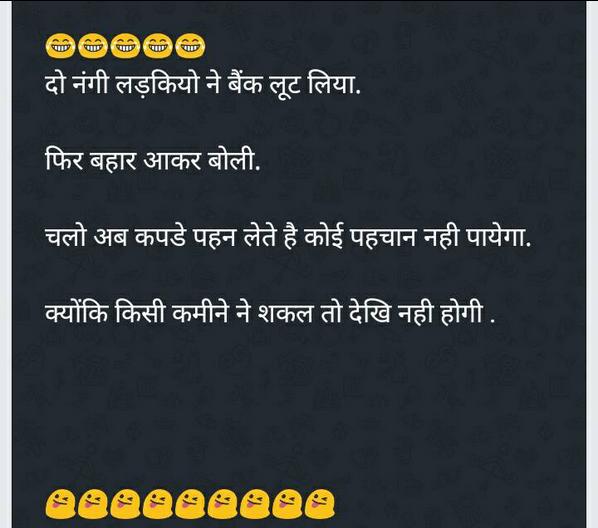 😂😂😂😂😂
दो नंगी लड़कियो ने बैंक लूट लिया.
फिर बहार आकर बोली.
चलो अब कपडे पहन लेते है कोई पहचान नही पायेगा.
क्योंकि किसी कमीने ने शकल तो देखि नही होगी .
😜😜😜😜😜😜😜😜😜